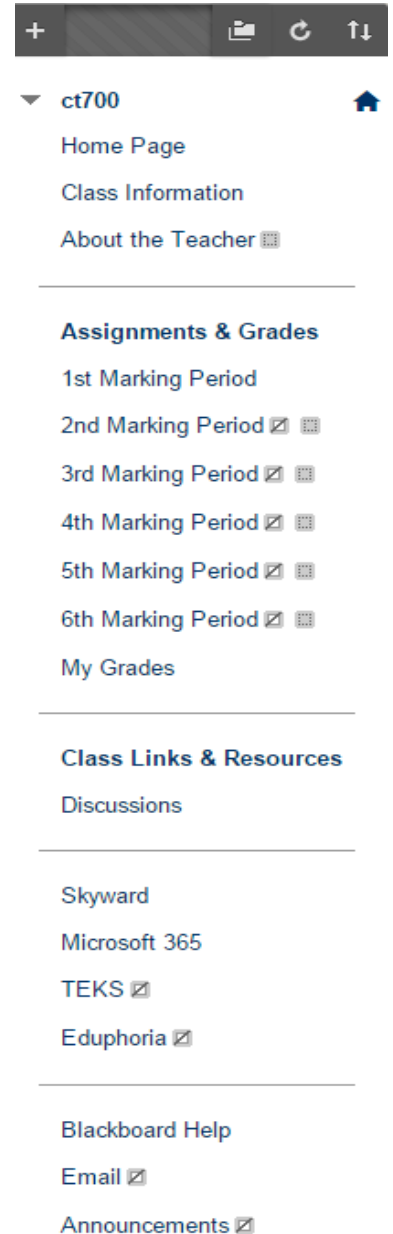 ct700
Home Page
Class Information
About the Teacher
Assignments & Grades
1st Marking Period
2nd Marking Period
3rd Marking Period
4th Marking Period
5th Marking Period
6th Marking Period
My Grades
Class Links & Resources
Discussions
Skyward
Microsoft 365
TEKS
Eduphoria
Blackboard Help
Email
Announcements